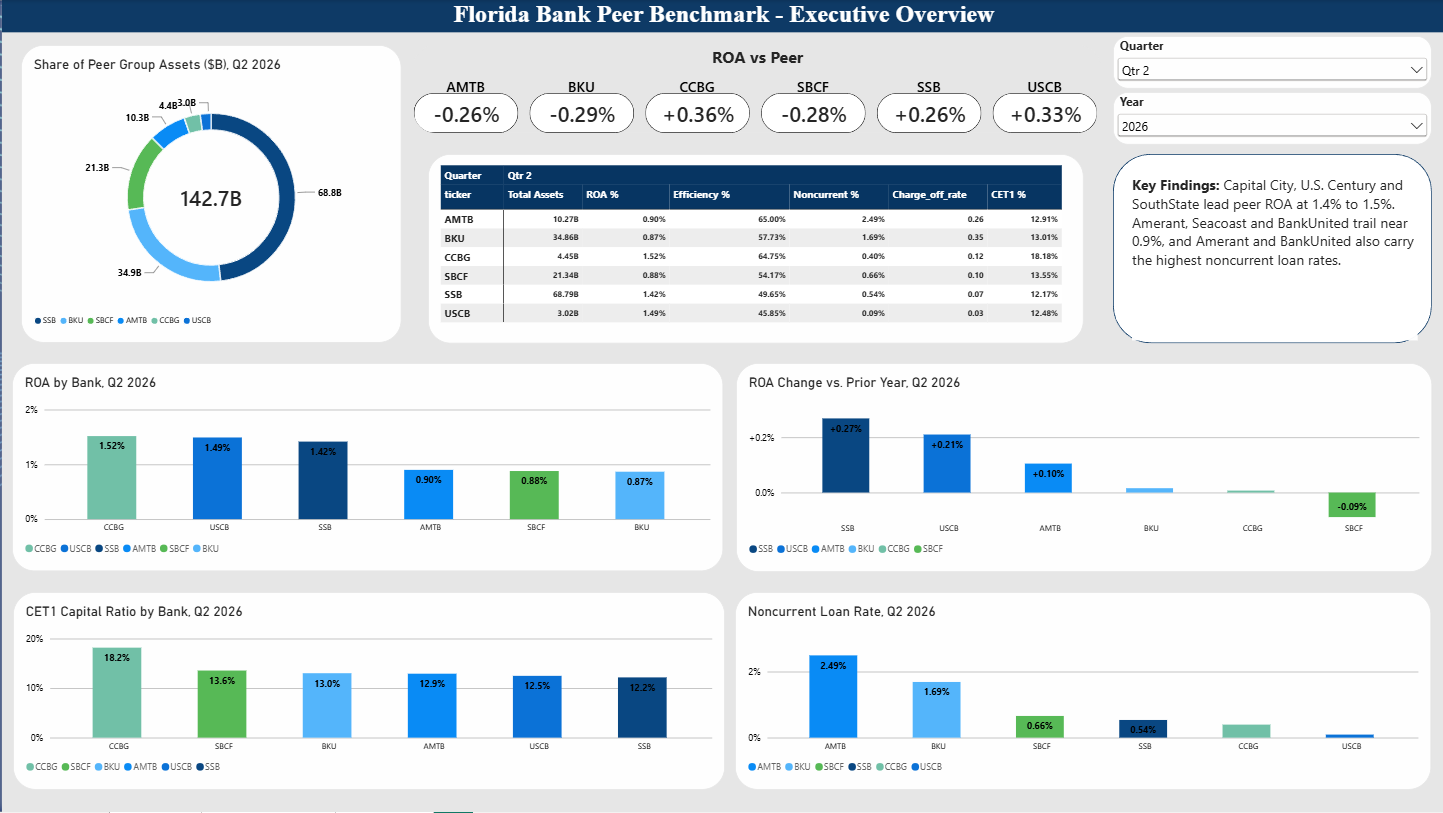 Florida Bank Peer Benchmark - Executive Overview
Share of Peer Group Assets ($B), Q2 2026
4.4B 3.0B
10.3B
21.3B
68.8B
142.7B
34.9B
SSB BKU SBCF AMTB CCBG USCB
ROA vs Peer
AMTB BKU CCBG SBCF SSB USCB
-0.26% -0.29% +0.36% -0.28% +0.26% +0.33%
Quarter
Qtr 2
Year
2026
Quarter Qtr 2
ticker Total Assets ROA % Efficiency % Noncurrent % Charge_off_rate CET1 %
AMTB 10.27B 0.90% 65.00% 2.49% 0.26 12.91%
BKU 34.86B 0.87% 57.73% 1.69% 0.35 13.01%
CCBG 4.45B 1.52% 64.75% 0.40% 0.12 18.18%
SBCF 21.34B 0.88% 54.17% 0.66% 0.10 13.55%
SSB 68.79B 1.42% 49.65% 0.54% 0.07 12.17%
USCB 3.02B 1.49% 45.85% 0.09% 0.03 12.48%
Key Findings: Capital City, U.S. Century and
SouthState lead peer ROA at 1.4% to 1.5%.
Amerant, Seacoast and BankUnited trail near
0.9%, and Amerant and BankUnited also carry
the highest noncurrent loan rates.
ROA by Bank, Q2 2026
2%
1%
0%
1.52% 1.49% 1.42% 0.90% 0.88% 0.87%
CCBG USCB SSB AMTB SBCF BKU
CCBG USCB SSB AMTB SBCF BKU
ROA Change vs. Prior Year, Q2 2026
+0.2%
0.0%
+0.27% +0.21% +0.10% -0.09%
SSB USCB AMTB BKU CCBG SBCF
SSB USCB AMTB BKU CCBG SBCF
CET1 Capital Ratio by Bank, Q2 2026
20%
10%
0%
18.2% 13.6% 13.0% 12.9% 12.5% 12.2%
CCBG SBCF BKU AMTB USCB SSB
CCBG SBCF BKU AMTB USCB SSB
Noncurrent Loan Rate, Q2 2026
2%
0%
2.49% 1.69% 0.66% 0.54%
AMTB BKU SBCF SSB CCBG USCB
AMTB BKU SBCF SSB CCBG USCB